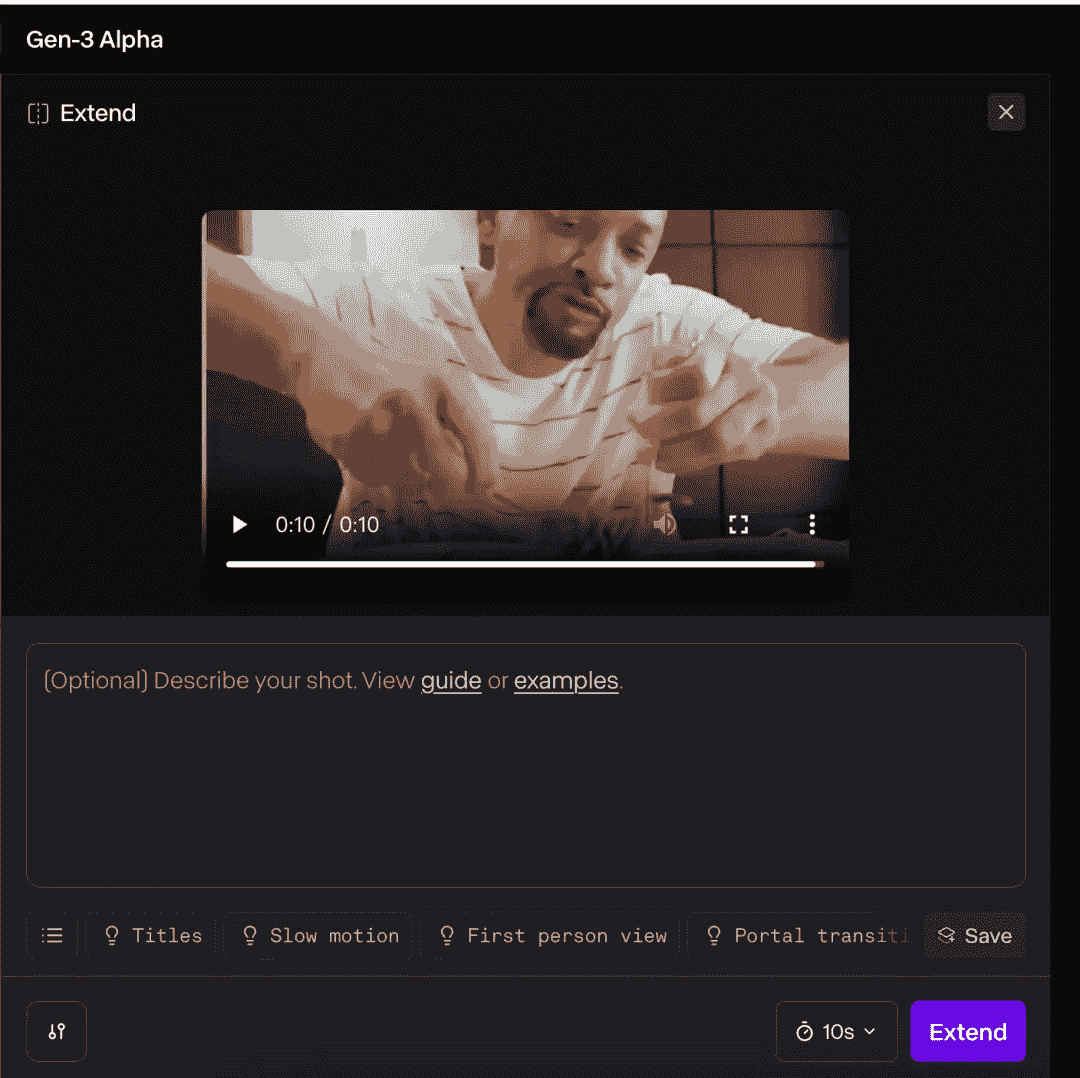 Gen-3 Alpha
Extend
0:10 / 0:10
(Optional) Describe your shot. View guide or examples.
Titles
Slow motion
First person view
Portal transiti
Save
10s
Extend